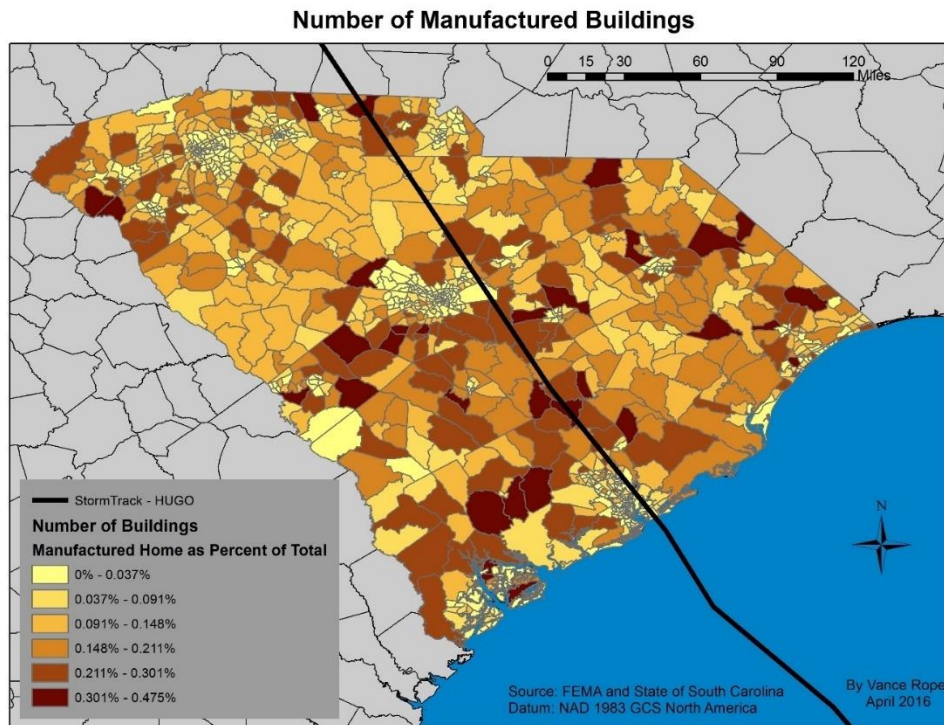 Number of Manufactured Buildings
0 15 30 60 90 120
Miles
StormTrack - HUGO
Number of Buildings
Manufactured Home as Percent of Total
0% - 0.037%
0.037% - 0.091%
0.091% - 0.148%
0.148% - 0.211%
0.211% - 0.301%
0.301% - 0.475%
N
Source: FEMA and State of South Carolina
Datum: NAD 1983 GCS North America
By Vance Rope
April 2016